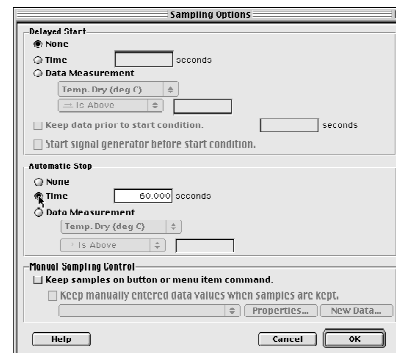 Sampling Options
Delayed Start
None
Time seconds
Data Measurement
Temp. Dry (deg C)
Is Above
Keep data prior to start condition. seconds
Start signal generator before start condition.
Automatic Stop
None
Time 60.000 seconds
Data Measurement
Temp. Dry (deg C)
Is Above
Manual Sampling Control
Keep samples on button or menu item command.
Keep manually entered data values when samples are kept.
Properties... New Data...
Help Cancel OK